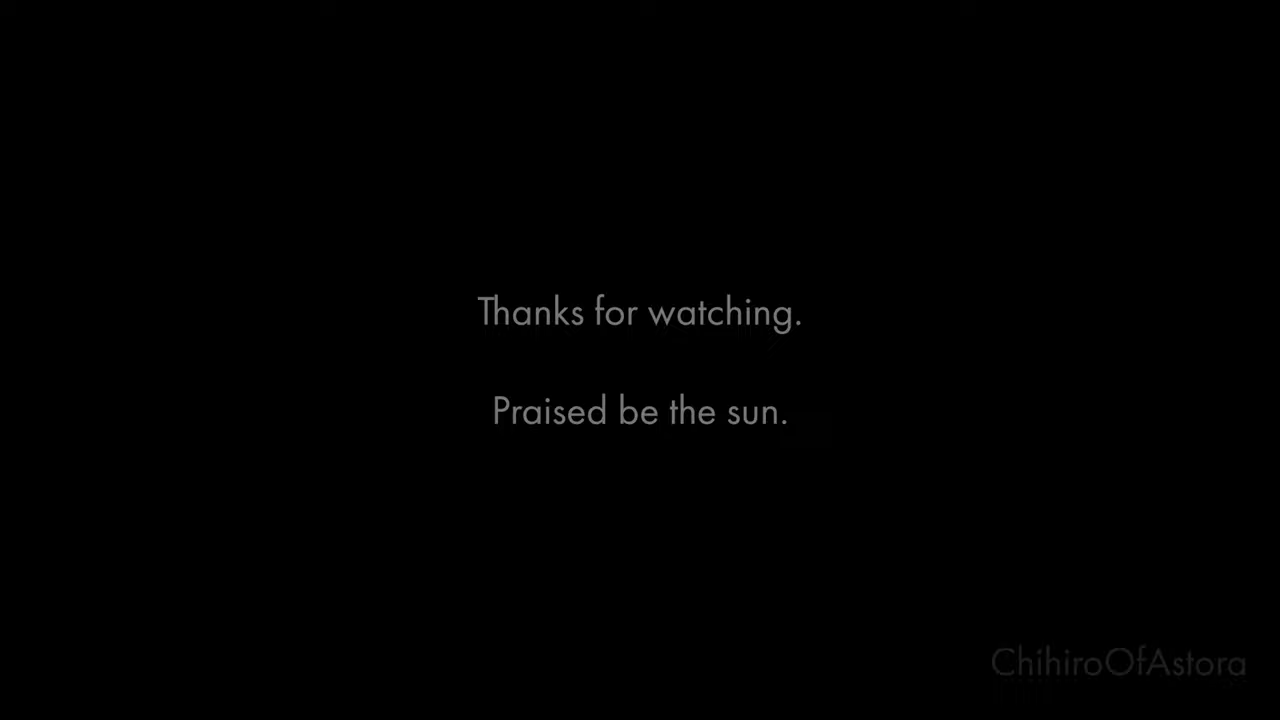 Thanks for watching.
Praised be the sun.
ChihiroOfAstora